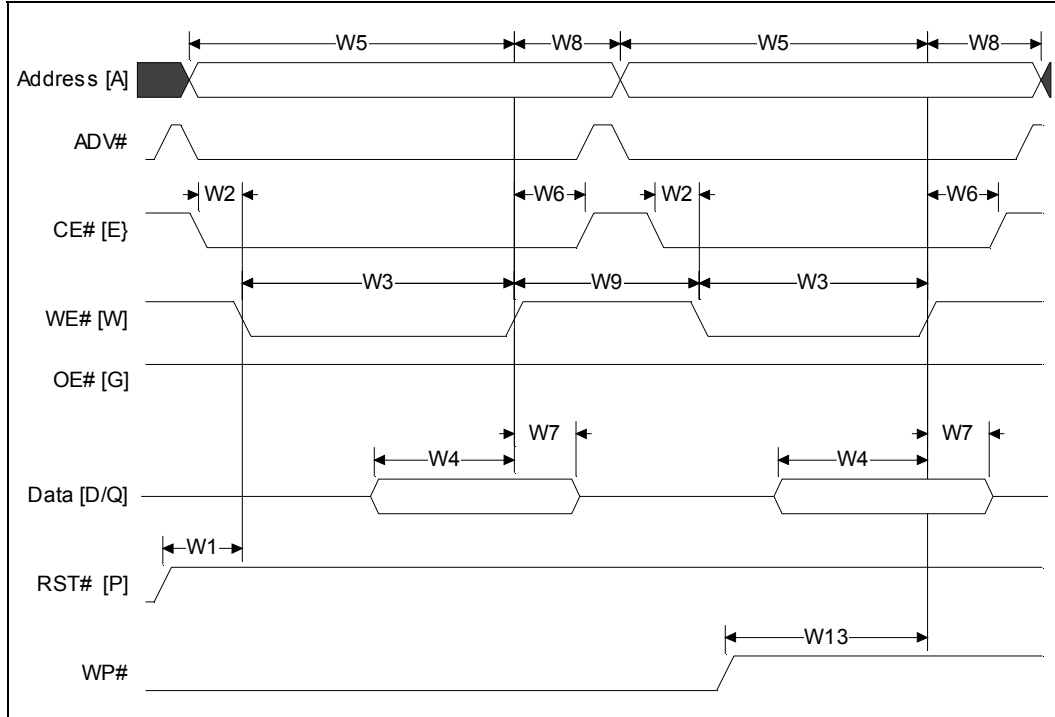 W5 W8 W5 W8
Address [A]
ADV#
W2 W6 W2 W6
CE# [E}
W3 W9 W3
WE# [W]
OE# [G]
W7 W7
W4 W4
Data [D/Q]
W1
RST# [P]
W13
WP#